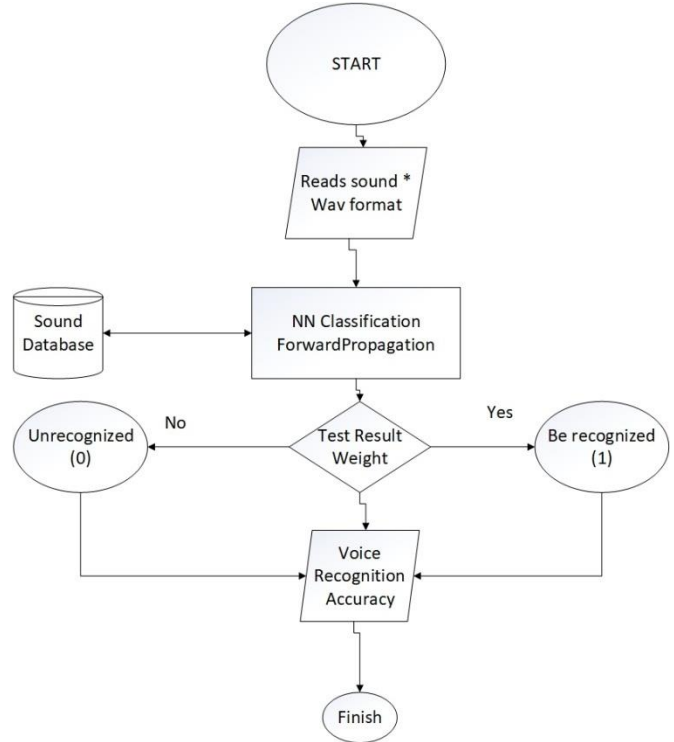 START
Reads sound *
Wav format
Sound
Database
NN Classification
ForwardPropagation
No
Yes
Unrecognized
(0)
Test Result
Weight
Be recognized
(1)
Voice
Recognition
Accuracy
Finish